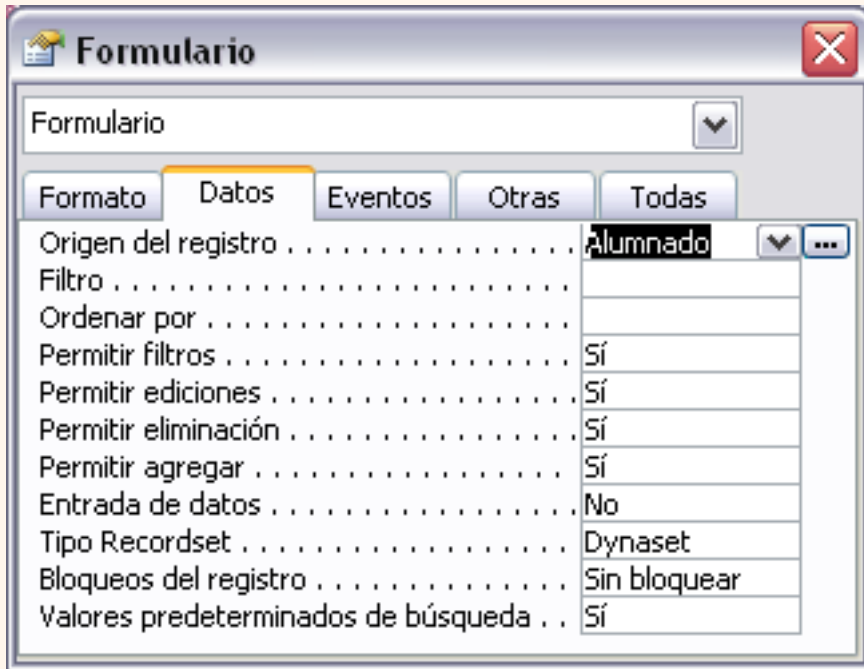 Formulario
Formulario
Formato Datos Eventos Otras Todas
Origen del registro . . . . . . . . . . . . . . . . Alumnado ...
Filtro . . . . . . . . . . . . . . . . . . . . . . . . .
Ordenar por . . . . . . . . . . . . . . . . . . . .
Permitir filtros . . . . . . . . . . . . . . . . . . . Sí
Permitir ediciones . . . . . . . . . . . . . . . . . Sí
Permitir eliminación . . . . . . . . . . . . . . . . Sí
Permitir agregar . . . . . . . . . . . . . . . . . Sí
Entrada de datos . . . . . . . . . . . . . . . . . No
Tipo Recordset . . . . . . . . . . . . . . . . . . Dynaset
Bloqueos del registro . . . . . . . . . . . . . . Sin bloquear
Valores predeterminados de búsqueda . . Sí